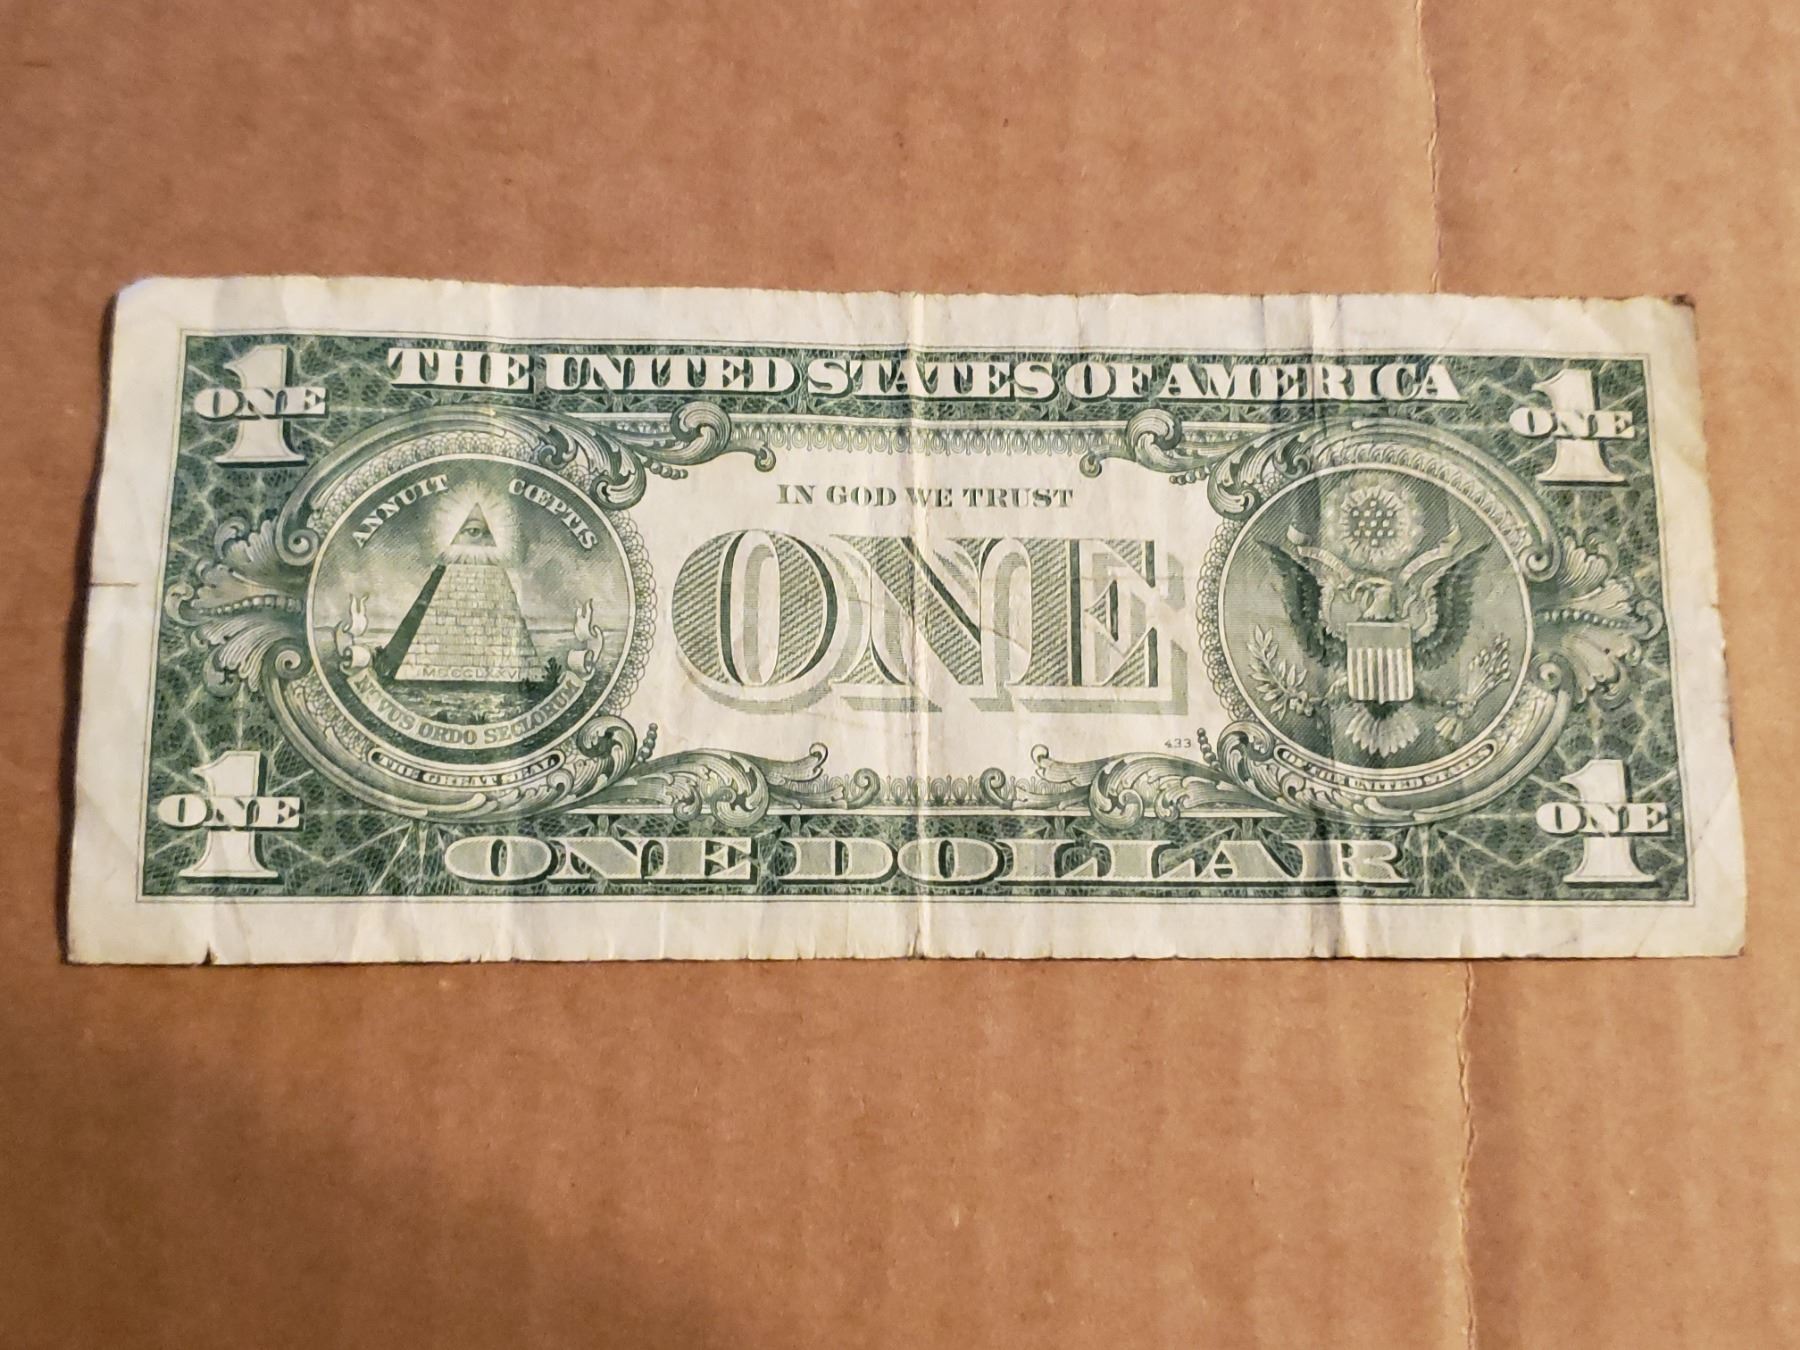 THE UNITED STATES OF AMERICA
1 ONE
1 ONE
ANNUIT CŒPTIS
MDCCLXXVI
NOVUS ORDO SECLORUM
THE GREAT SEAL
IN GOD WE TRUST
ONE
433
OF THE UNITED STATES
1 ONE
1 ONE
ONE DOLLAR